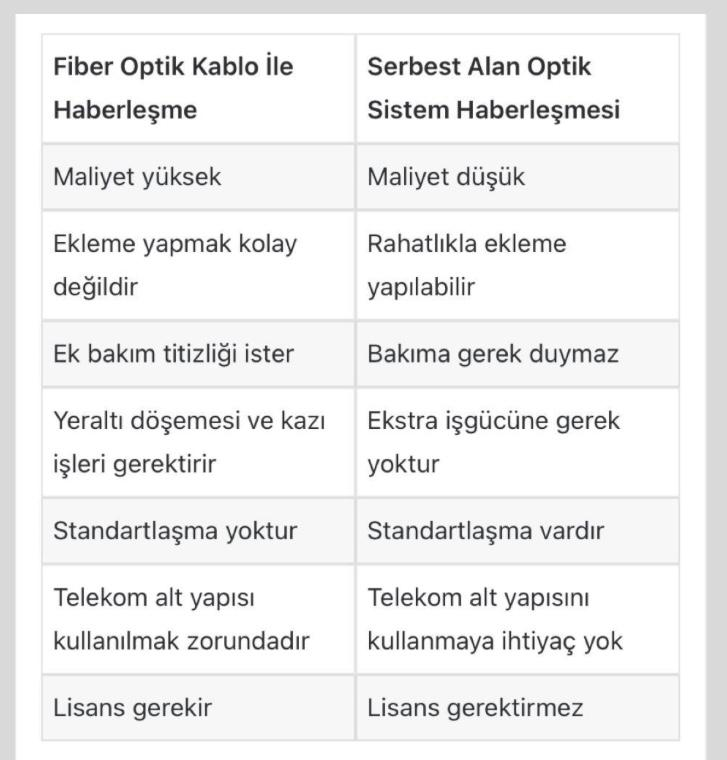 Fiber Optik Kablo İle
Haberleşme
Serbest Alan Optik
Sistem Haberleşmesi
Maliyet yüksek
Maliyet düşük
Ekleme yapmak kolay
değildir
Rahatlıkla ekleme
yapılabilir
Ek bakım titizliği ister
Bakıma gerek duymaz
Yeraltı döşemesi ve kazı
işleri gerektirir
Ekstra işgücüne gerek
yoktur
Standartlaşma yoktur
Standartlaşma vardır
Telekom alt yapısı
kullanılmak zorundadır
Telekom alt yapısını
kullanmaya ihtiyaç yok
Lisans gerekir
Lisans gerektirmez